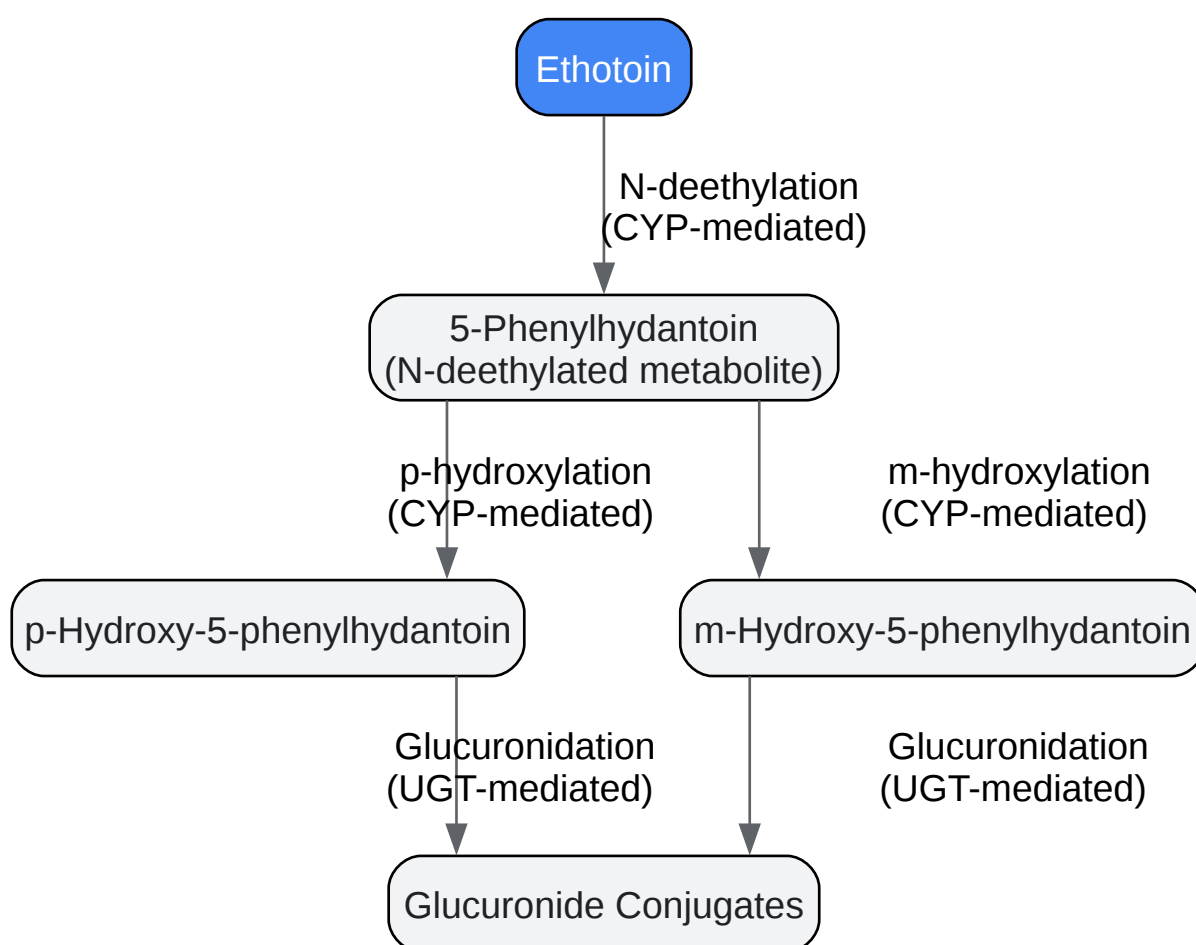 Ethotoin
N-deethylation
(CYP-mediated)
5-Phenylhydantoin
(N-deethylated metabolite)
p-hydroxylation
(CYP-mediated)
m-hydroxylation
(CYP-mediated)
p-Hydroxy-5-phenylhydantoin
m-Hydroxy-5-phenylhydantoin
Glucuronidation
(UGT-mediated)
Glucuronidation
(UGT-mediated)
Glucuronide Conjugates